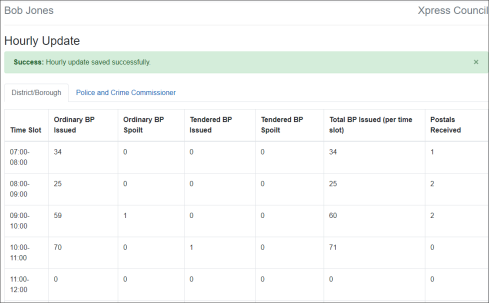 Bob Jones Xpress Council
Hourly Update
Success: Hourly update saved successfully. ×
District/Borough Police and Crime Commissioner
Time Slot Ordinary BP Issued Ordinary BP Spoilt Tendered BP Issued Tendered BP Spoilt Total BP Issued (per time slot) Postals Received
07:00-08:00 34 0 0 0 34 1
08:00-09:00 25 0 0 0 25 2
09:00-10:00 59 1 0 0 60 2
10:00-11:00 70 0 1 0 71 0
11:00-12:00 0 0 0 0 0 0